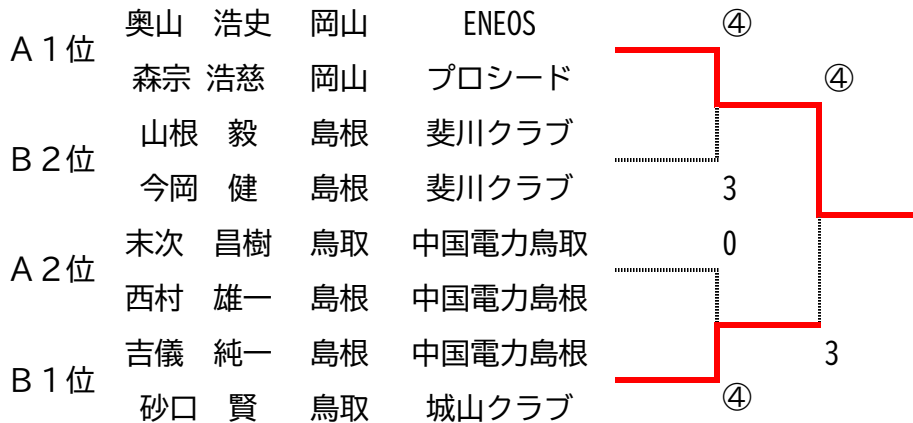 奥山　浩史 岡山 ENEOS ④
A１位
森宗 浩慈 岡山 プロシード ④
山根　毅 島根 斐川クラブ
B２位
今岡　健 島根 斐川クラブ 3
末次　昌樹 鳥取 中国電力鳥取 0
A２位
西村　雄一 島根 中国電力島根
吉儀　純一 島根 中国電力島根 3
B１位
砂口　賢 鳥取 城山クラブ ④